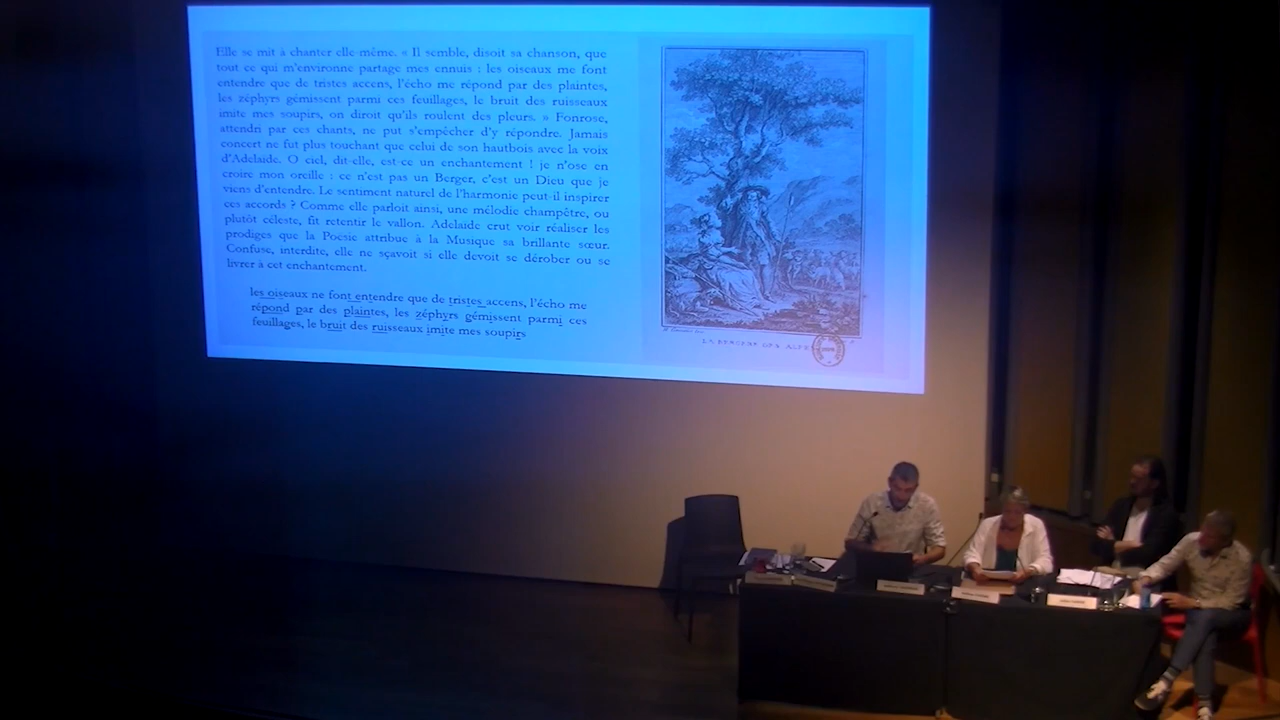 Elle se mit à chanter elle-même. « Il semble, disoit sa chanson, que
tout ce qui m'environne partage mes ennuis : les oiseaux me font
entendre que de tristes accens, l'écho me répond par des plaintes,
les zéphyrs gémissent parmi ces feuillages, le bruit des ruisseaux
imite mes soupirs, on diroit qu'ils roulent des pleurs. » Fonrose,
attendri par ces chants, ne put s'empêcher d'y répondre. Jamais
concert ne fut plus touchant que celui de son hautbois avec la voix
d'Adelaïde. O ciel, dit-elle, est-ce un enchantement ! je n'ose en
croire mon oreille : ce n'est pas un Berger, c'est un Dieu que je
viens d'entendre. Le sentiment naturel de l'harmonie peut-il inspirer
ces accords ? Comme elle parloit ainsi, une mélodie champêtre, ou
plutôt céleste, fit retentir le vallon. Adelaïde crut voir réaliser les
prodiges que la Poesie attribue à la Musique sa brillante sœur.
Confuse, interdite, elle ne sçavoit si elle devoit se dérober ou se
livrer à cet enchantement.
les oiseaux ne font entendre que de tristes accens, l'écho me
répond par des plaintes, les zéphyrs gémissent parmi ces
feuillages, le bruit des ruisseaux imite mes soupirs
LA BERGERE DES ALPES